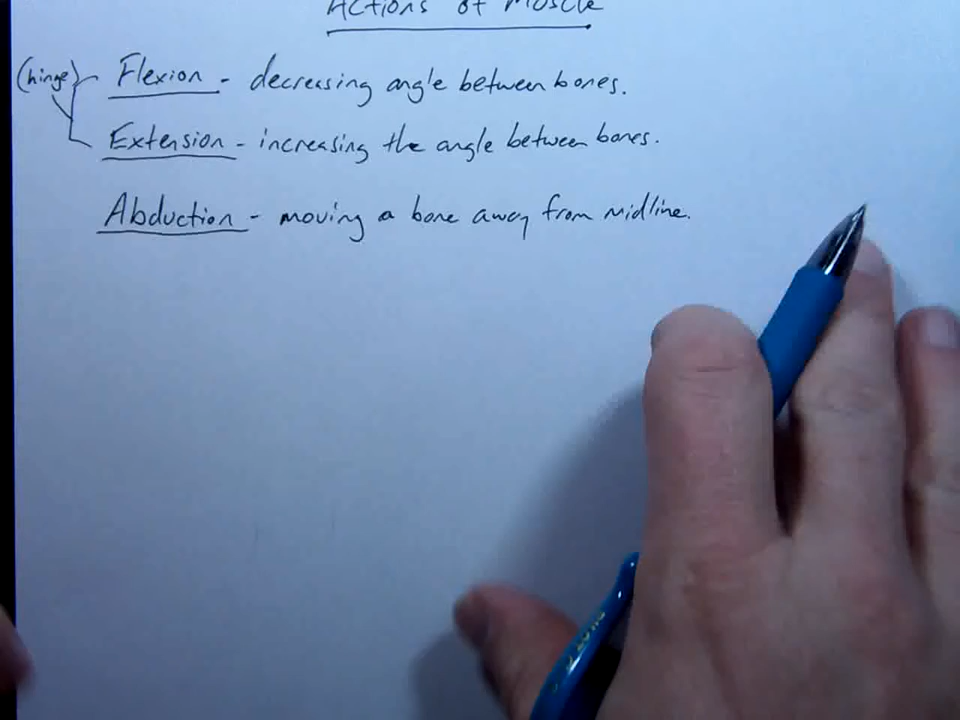 Actions of Muscle
(hinge) Flexion - decreasing angle between bones.
Extension - increasing the angle between bones.
Abduction - moving a bone away from midline.